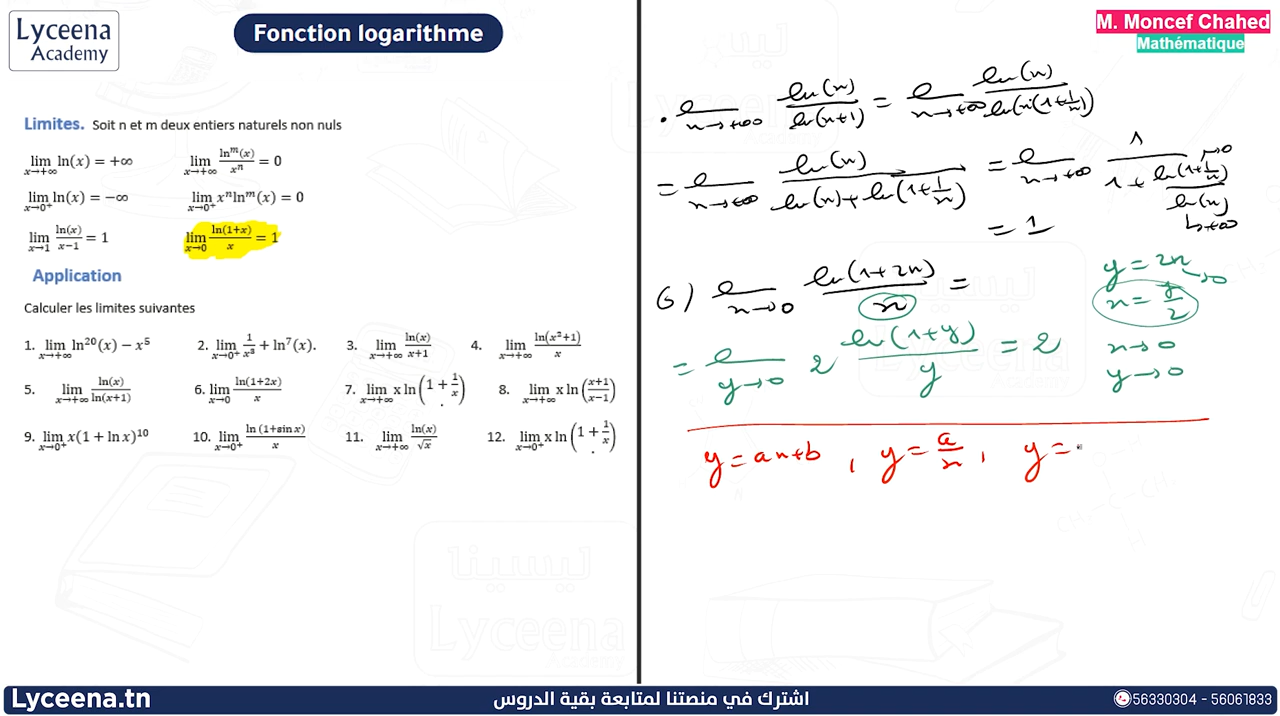 Lyceena
Academy
Fonction logarithme
M. Moncef Chahed
Mathématique
Limites. Soit n et m deux entiers naturels non nuls
lim x→+∞ ln(x) = +∞
lim x→+∞ ln^m(x)/x^n = 0
lim x→0⁺ ln(x) = −∞
lim x→0⁺ x^n ln^m(x) = 0
lim x→1 ln(x)/(x−1) = 1
lim x→0 ln(1+x)/x = 1
Application
Calculer les limites suivantes
1. lim x→+∞ ln²⁰(x) − x⁵
2. lim x→0⁺ 1/x³ + ln⁷(x).
3. lim x→+∞ ln(x)/(x+1)
4. lim x→+∞ ln(x²+1)/x
5. lim x→+∞ ln(x)/ln(x+1)
6. lim x→0 ln(1+2x)/x
7. lim x→+∞ x ln(1 + 1/x)
8. lim x→+∞ x ln((x+1)/(x−1))
9. lim x→0⁺ x(1 + ln x)¹⁰
10. lim x→0⁺ ln(1+sin x)/x
11. lim x→+∞ ln(x)/√x
12. lim x→0⁺ x ln(1 + 1/x)
• lim x→+∞ ln(x)/ln(x+1) = lim x→+∞ ln(x)/ln(x(1+1/x))
= lim x→+∞ ln(x)/(ln(x)+ln(1+1/x)) = lim x→+∞ 1/(1+ ln(1+1/x)/ln(x)) →0 ↳+∞
= 1
6) lim x→0 ln(1+2x)/x =
y = 2x →0
x = y/2
= lim y→0 2 ln(1+y)/y = 2
x→0
y→0
y = ax+b , y = a/x , y =
Lyceena.tn
اشترك في منصتنا لمتابعة بقية الدروس
56330304 - 56061833